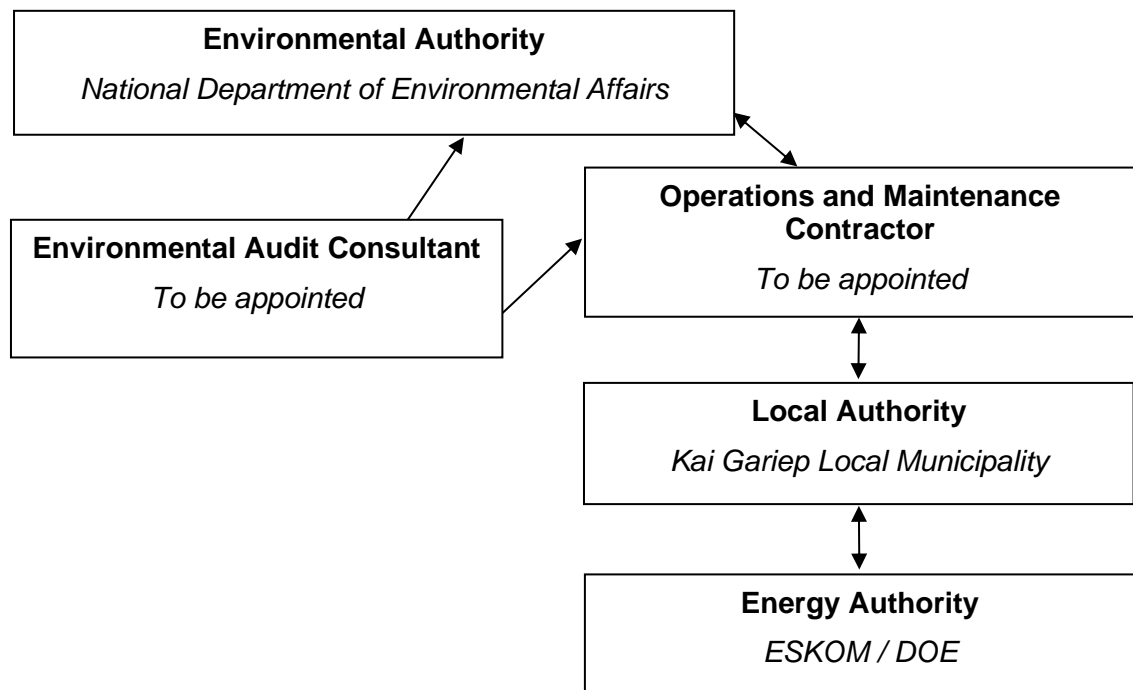 Environmental Authority
National Department of Environmental Affairs
Operations and Maintenance
Contractor
To be appointed
Environmental Audit Consultant
To be appointed
Local Authority
Kai Gariep Local Municipality
Energy Authority
ESKOM / DOE